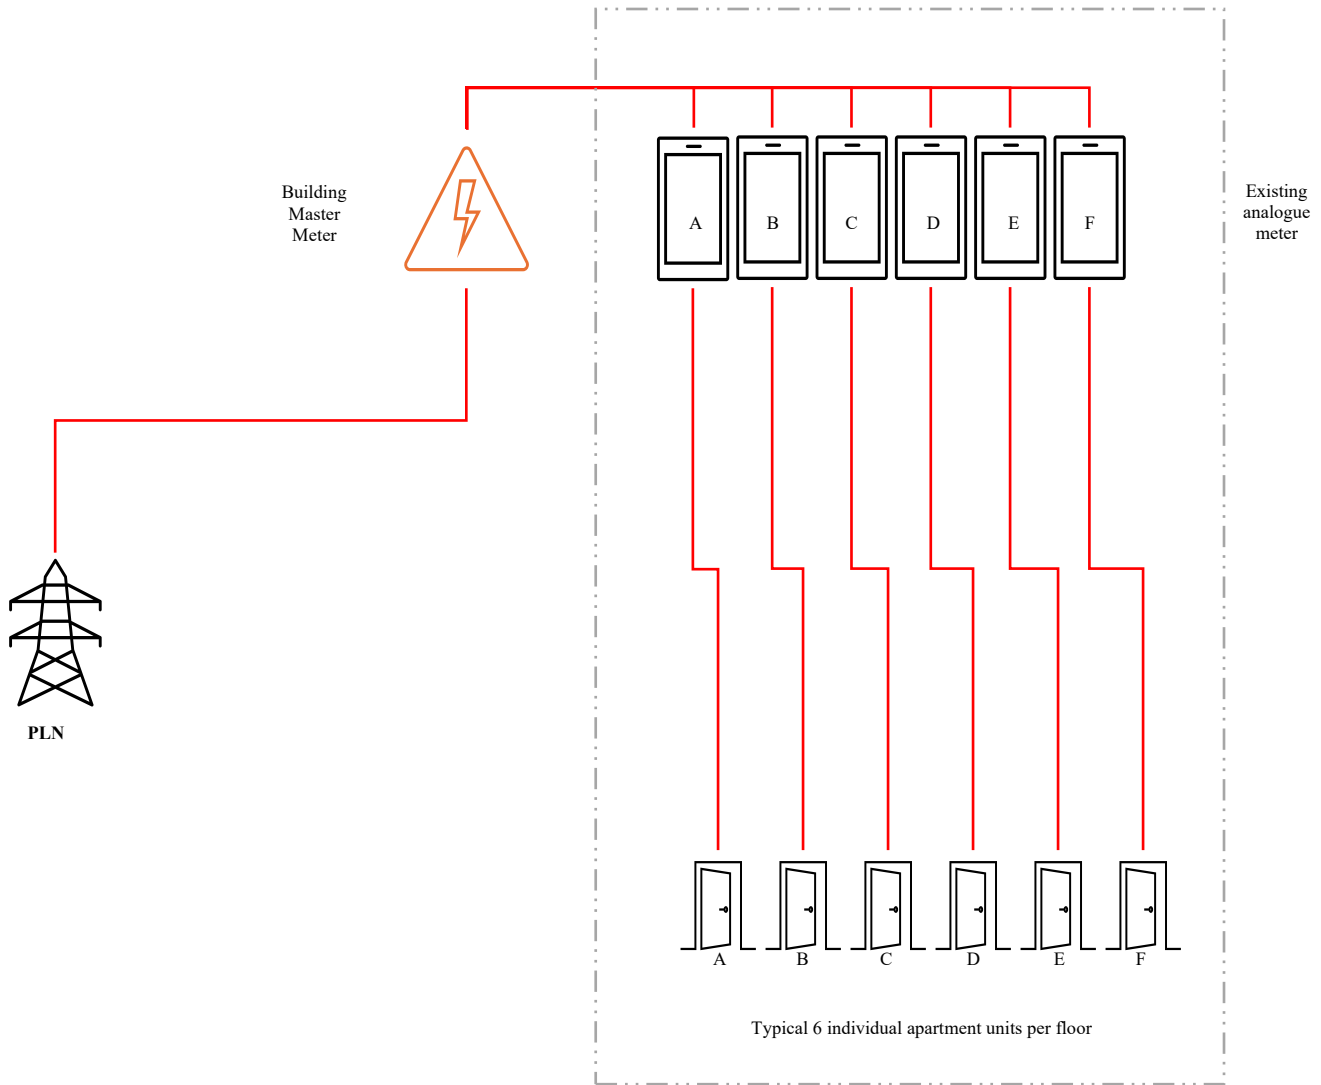 Building
Master
Meter
A
B
C
D
E
F
Existing
analogue
meter
PLN
A
B
C
D
E
F
Typical 6 individual apartment units per floor